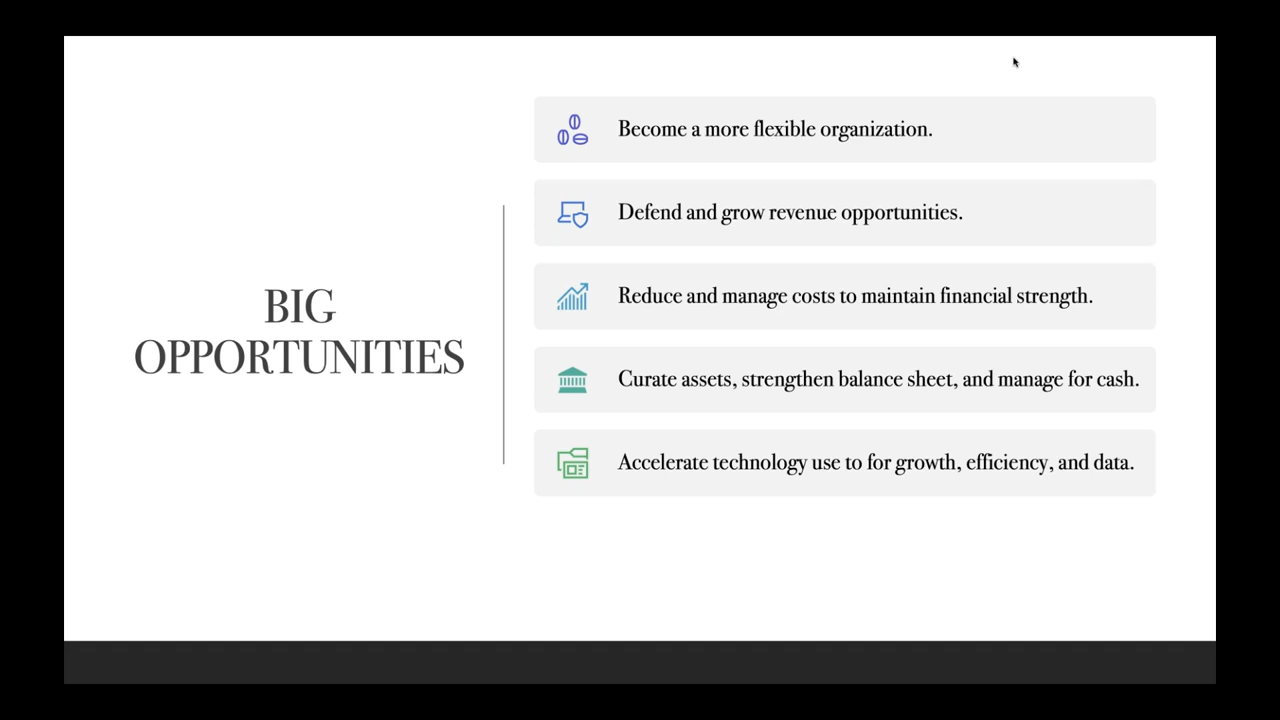 BIG
OPPORTUNITIES
Become a more flexible organization.
Defend and grow revenue opportunities.
Reduce and manage costs to maintain financial strength.
Curate assets, strengthen balance sheet, and manage for cash.
Accelerate technology use to for growth, efficiency, and data.